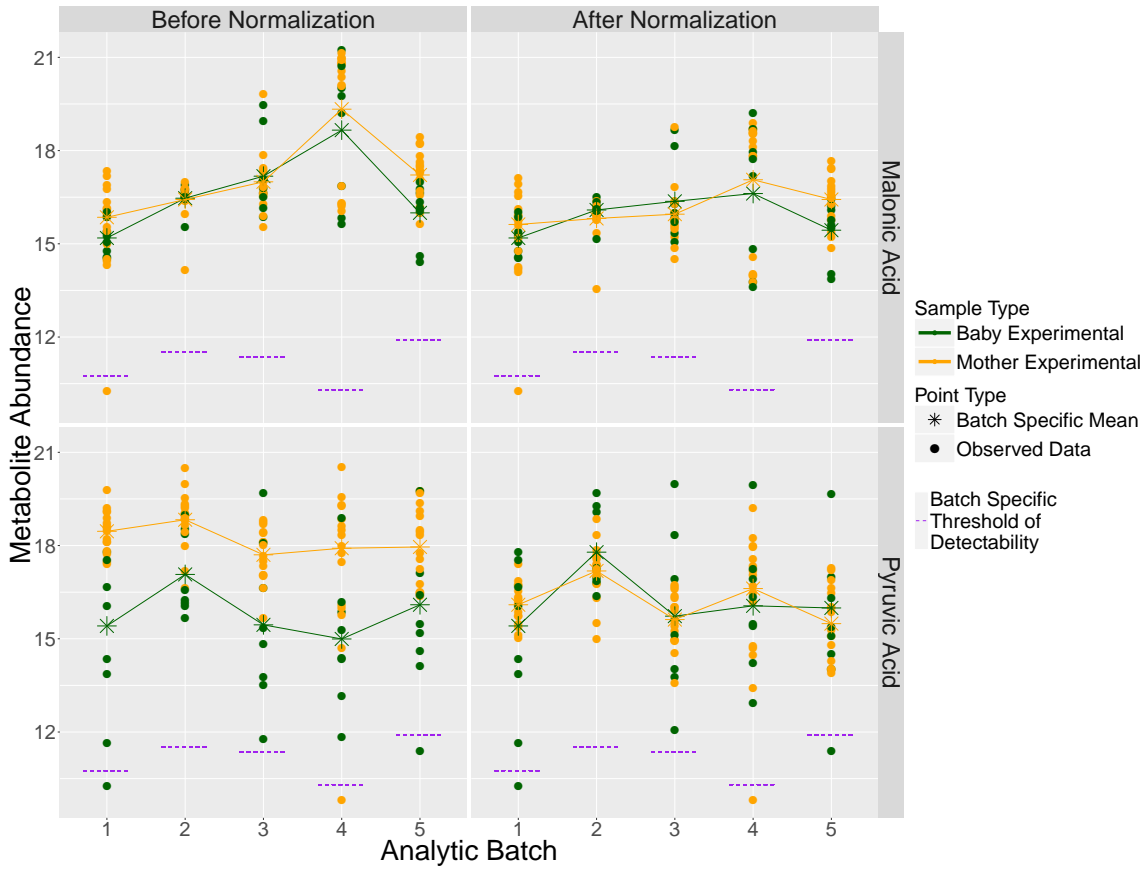 Before Normalization
After Normalization
21
18
15
12
Malonic Acid
21
18
15
12
Pyruvic Acid
Metabolite Abundance
1 2 3 4 5
1 2 3 4 5
Analytic Batch
Sample Type
Baby Experimental
Mother Experimental
Point Type
Batch Specific Mean
Observed Data
Batch Specific
Threshold of
Detectability